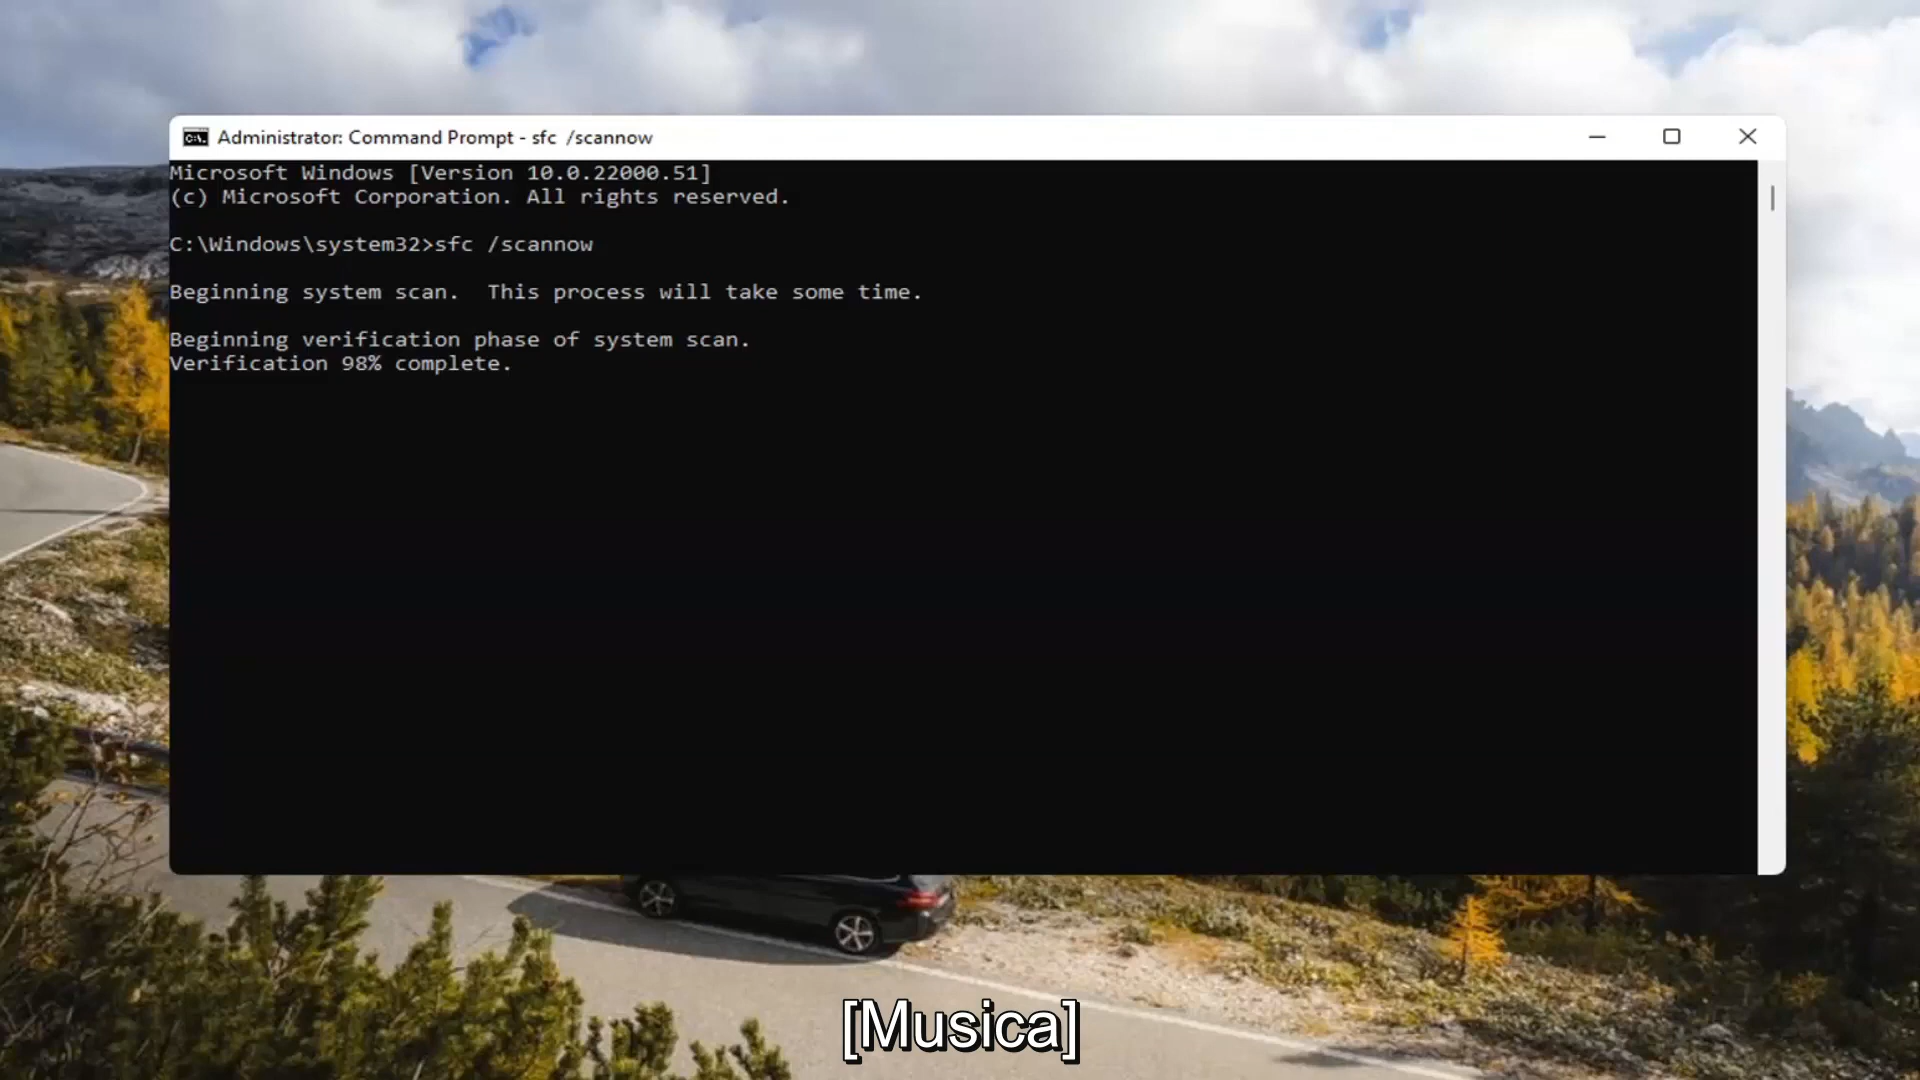 Administrator: Command Prompt - sfc  /scannow
Microsoft Windows [Version 10.0.22000.51]
(c) Microsoft Corporation. All rights reserved.
C:\Windows\system32>sfc /scannow
Beginning system scan.  This process will take some time.
Beginning verification phase of system scan.
Verification 98% complete.
[Musica]